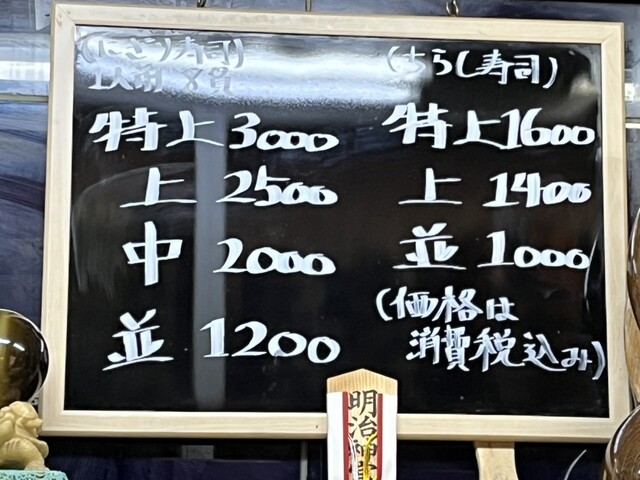 (にぎり寿司)
1人前 8貫
特上 3000
上 2500
中 2000
並 1200
(ちらし寿司)
特上 1600
上 1400
並 1000
(価格は
消費税込み)
明治神宮